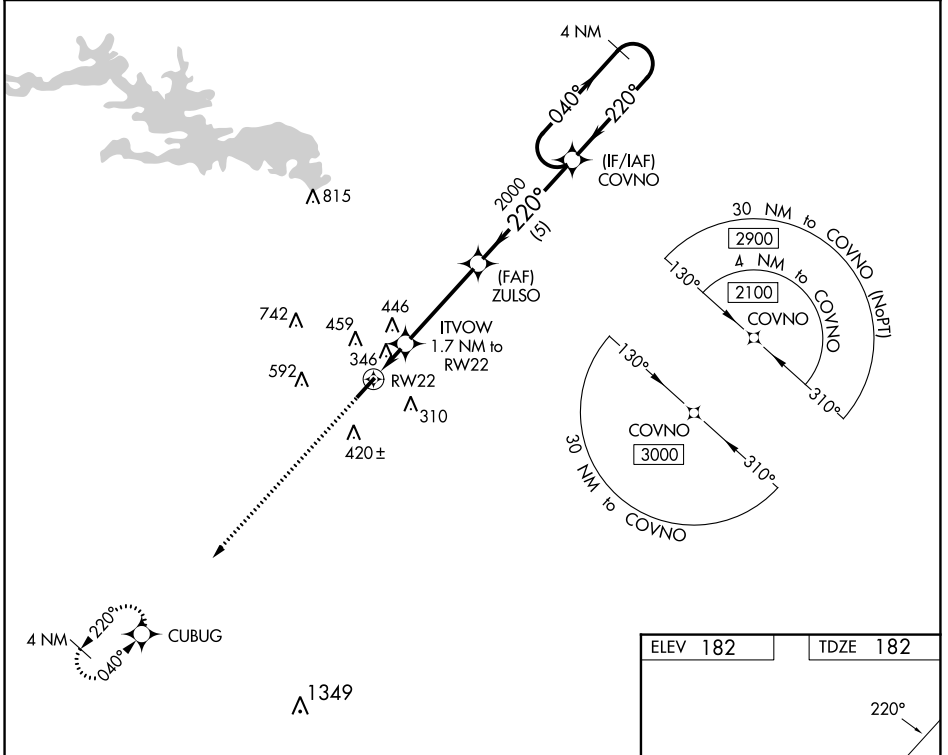 4 NM
040°
220°
(IF/IAF)
COVNO
2000
220°
(5)
815
(FAF)
ZULSO
30 NM to COVNO (NoPT)
2900
4 NM to COVNO
2100
130°
COVNO
310°
742
459
446
ITVOW
1.7 NM to
RW22
346
592
RW22
310
420±
130°
COVNO
3000
310°
30 NM to COVNO
4 NM
220°
040°
CUBUG
1349
ELEV 182
TDZE 182
220°